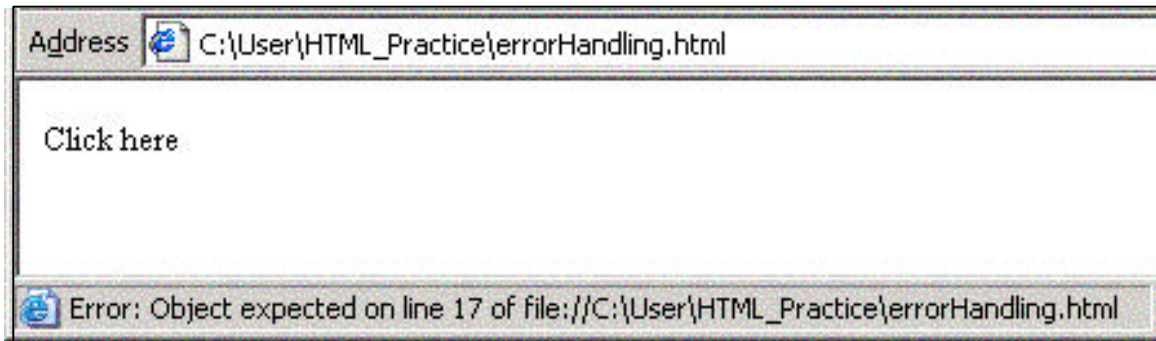 Address C:\User\HTML_Practice\errorHandling.html
Click here
Error: Object expected on line 17 of file://C:\User\HTML_Practice\errorHandling.html